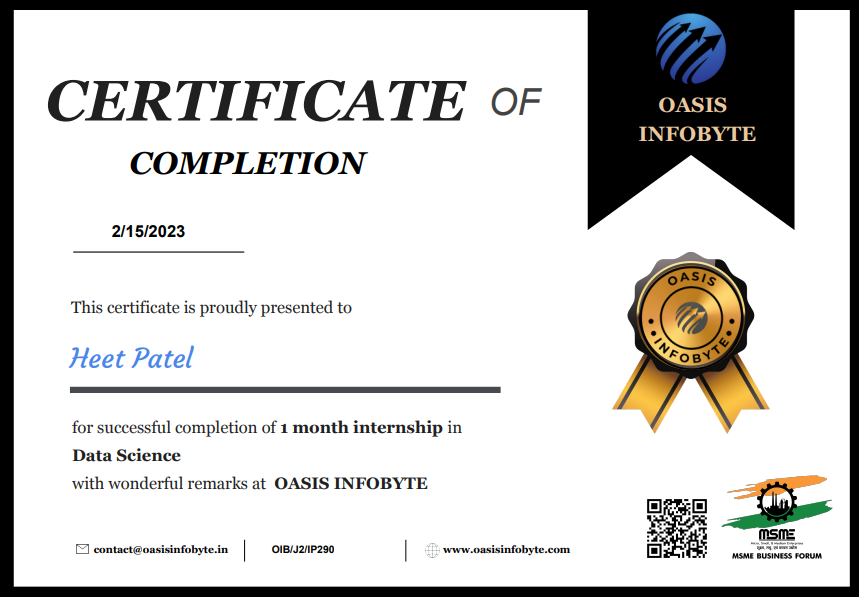 CERTIFICATE OF
COMPLETION
2/15/2023
This certificate is proudly presented to
Heet Patel
for successful completion of 1 month internship in
Data Science
with wonderful remarks at OASIS INFOBYTE
contact@oasisinfobyte.in
OIB/J2/IP290
www.oasisinfobyte.com
OASIS
INFOBYTE
OASIS
INFOBYTE
MSME
MSME BUSINESS FORUM